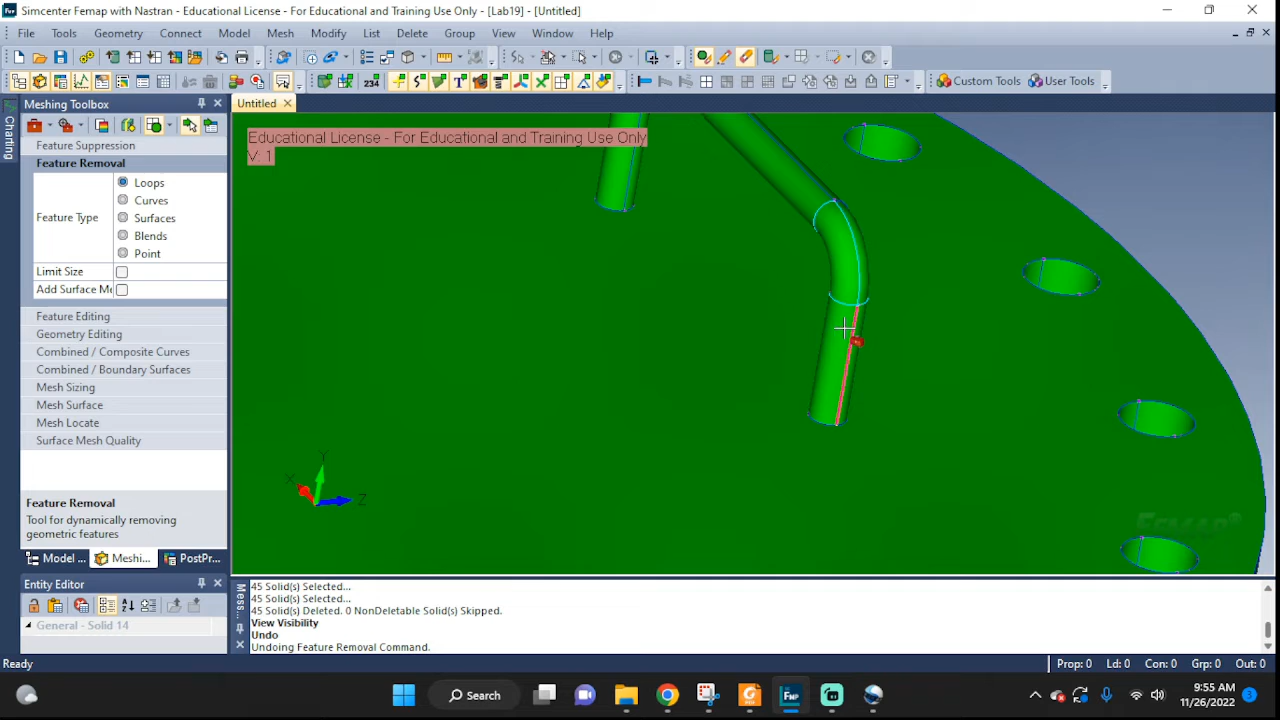 Simcenter Femap with Nastran - Educational License - For Educational and Training Use Only - [Lab19] - [Untitled]
File Tools Geometry Connect Model Mesh Modify List Delete Group View Window Help
234
Custom Tools User Tools
Meshing Toolbox
Untitled
Charting
Educational License - For Educational and Training Use Only
V: 1
Feature Suppression
Feature Removal
Feature Type
Loops
Curves
Surfaces
Blends
Point
Limit Size
Add Surface M
Feature Editing
Geometry Editing
Combined / Composite Curves
Combined / Boundary Surfaces
Mesh Sizing
Mesh Surface
Mesh Locate
Surface Mesh Quality
Y
X
Z
FEMAP®
Feature Removal
Tool for dynamically removing
geometric features
Model ... Meshi... PostPr...
Entity Editor
General - Solid 14
Mess...
45 Solid(s) Selected...
45 Solid(s) Selected...
45 Solid(s) Deleted. 0 NonDeletable Solid(s) Skipped.
View Visibility
Undo
Undoing Feature Removal Command.
Ready
Prop: 0 Ld: 0 Con: 0 Grp: 0 Out: 0
Search
FNP
9:55 AM
11/26/2022
3